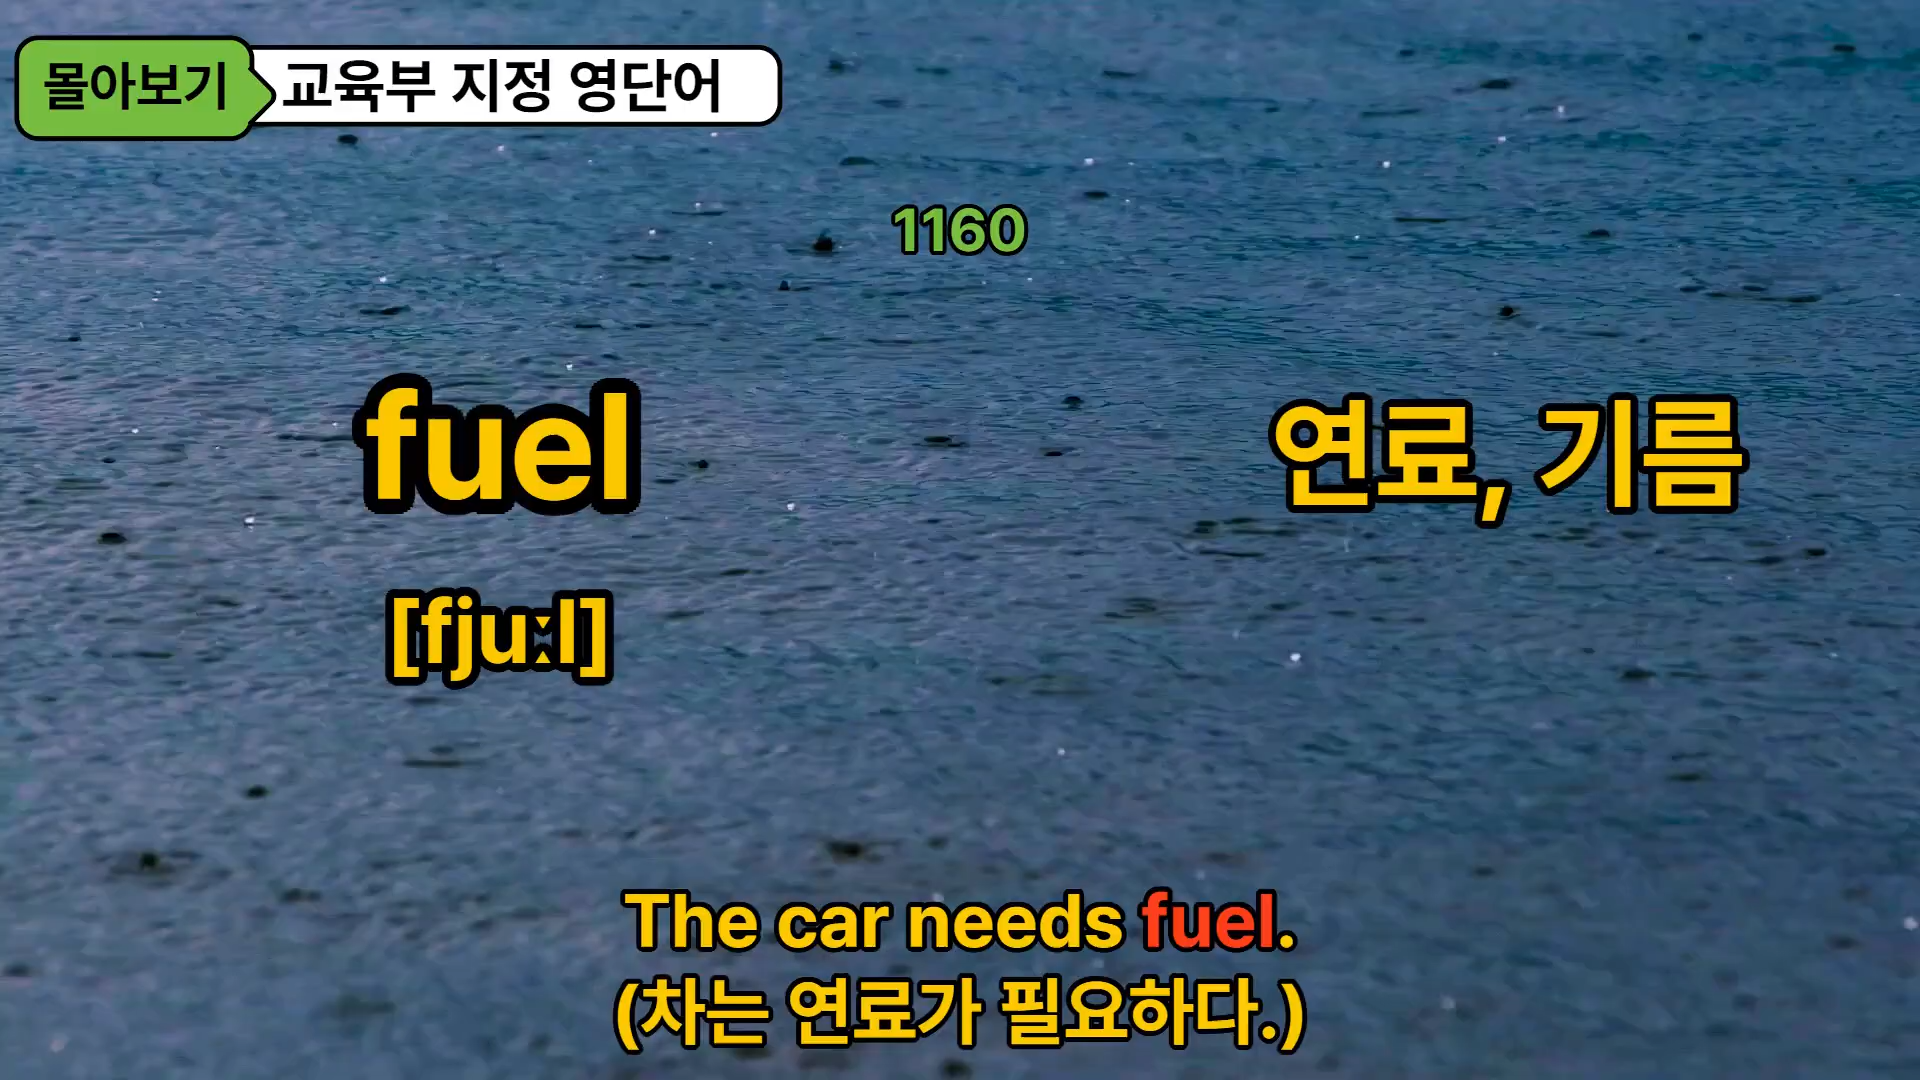 몰아보기 교육부 지정 영단어
1160
fuel 연료, 기름
[fjuːl]
The car needs fuel.
(차는 연료가 필요하다.)